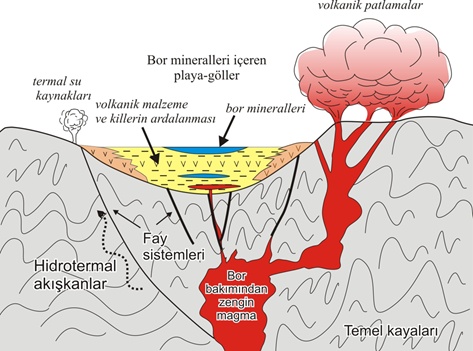 volkanik patlamalar
Bor mineralleri içeren
playa-göller
termal su
kaynakları
volkanik malzeme
ve killerin ardalanması
bor mineralleri
Fay
sistemleri
Hidrotermal
akışkanlar
Bor
bakımından
zengin
magma
Temel kayaları